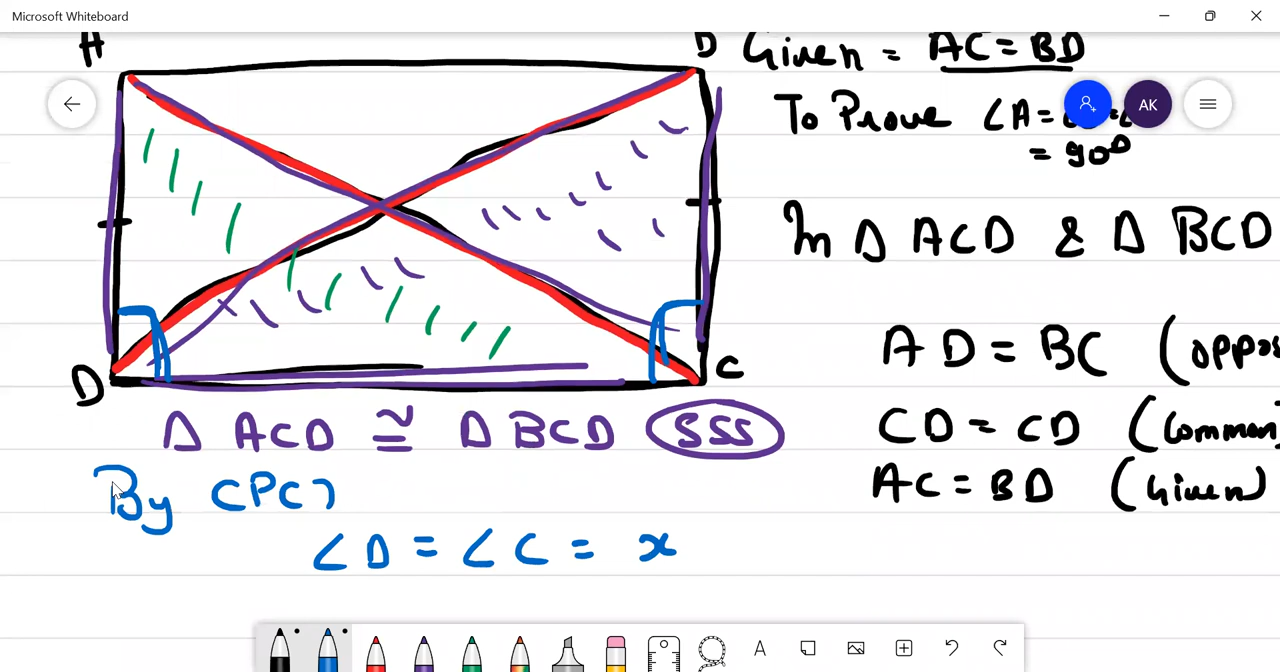 Microsoft Whiteboard
Given = AC = BD
AK
To Prove ∠A =
= 90°
In Δ ACD & Δ BCD
AD = BC (oppos
D C
CD = CD (Common
Δ ACD ≅ Δ BCD SSS
AC = BD (Given)
By CPC
∠D = ∠C = x
A